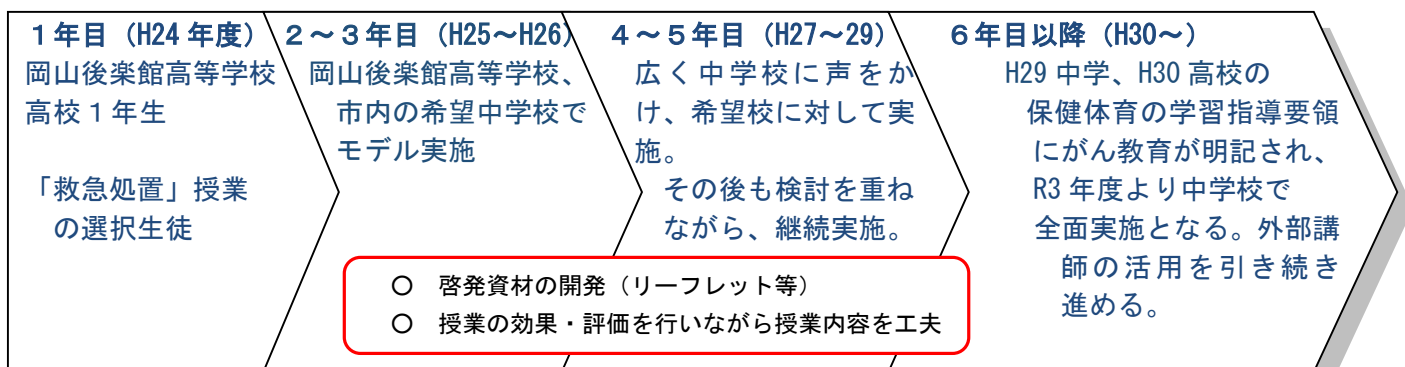 １年目（H24 年度）
岡山後楽館高等学校
高校１年生
「救急処置」授業
の選択生徒
２～３年目（H25～H26）
岡山後楽館高等学校、
市内の希望中学校で
モデル実施
４～５年目（H27～29）
広く中学校に声をか
け、希望校に対して実
施。
その後も検討を重ね
ながら、継続実施。
６年目以降（H30～）
H29 中学、H30 高校の
保健体育の学習指導要領
にがん教育が明記され、
R3 年度より中学校で
全面実施となる。外部講
師の活用を引き続き
進める。
○ 啓発資材の開発（リーフレット等）
○ 授業の効果・評価を行いながら授業内容を工夫